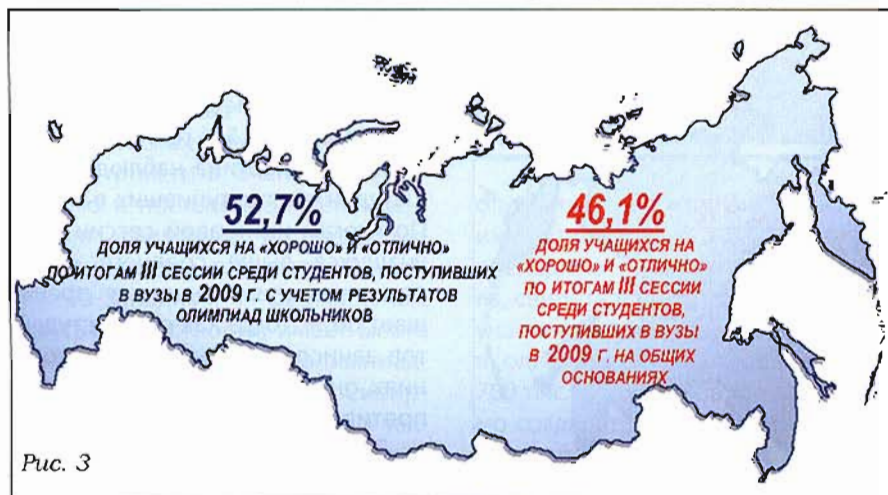 52,7%
ДОЛЯ УЧАЩИХСЯ НА «ХОРОШО» И «ОТЛИЧНО»
ПО ИТОГАМ III СЕССИИ СРЕДИ СТУДЕНТОВ, ПОСТУПИВШИХ
В ВУЗЫ В 2009 Г. С УЧЕТОМ РЕЗУЛЬТАТОВ
ОЛИМПИАД ШКОЛЬНИКОВ
46,1%
ДОЛЯ УЧАЩИХСЯ НА
«ХОРОШО» И «ОТЛИЧНО»
ПО ИТОГАМ III СЕССИИ
СРЕДИ СТУДЕНТОВ,
ПОСТУПИВШИХ В ВУЗЫ
В 2009 Г. НА ОБЩИХ
ОСНОВАНИЯХ
Рис. 3